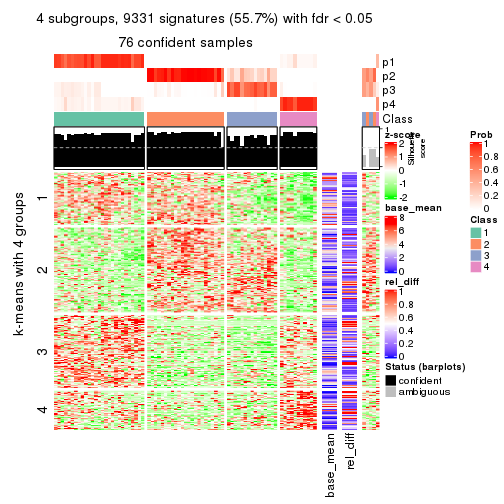 4 subgroups, 9331 signatures (55.7%) with fdr < 0.05
76 confident samples
p1
p2
p3
p4
Class
1
Silhouette
score
z-score
2
1
0
-1
-2
base_mean
8
6
4
2
0
rel_diff
1
0.8
0.6
0.4
0.2
0
Status (barplots)
confident
ambiguous
Prob
1
0.8
0.6
0.4
0.2
0
Class
1
2
3
4
k-means with 4 groups
1
2
3
4
base_mean
rel_diff